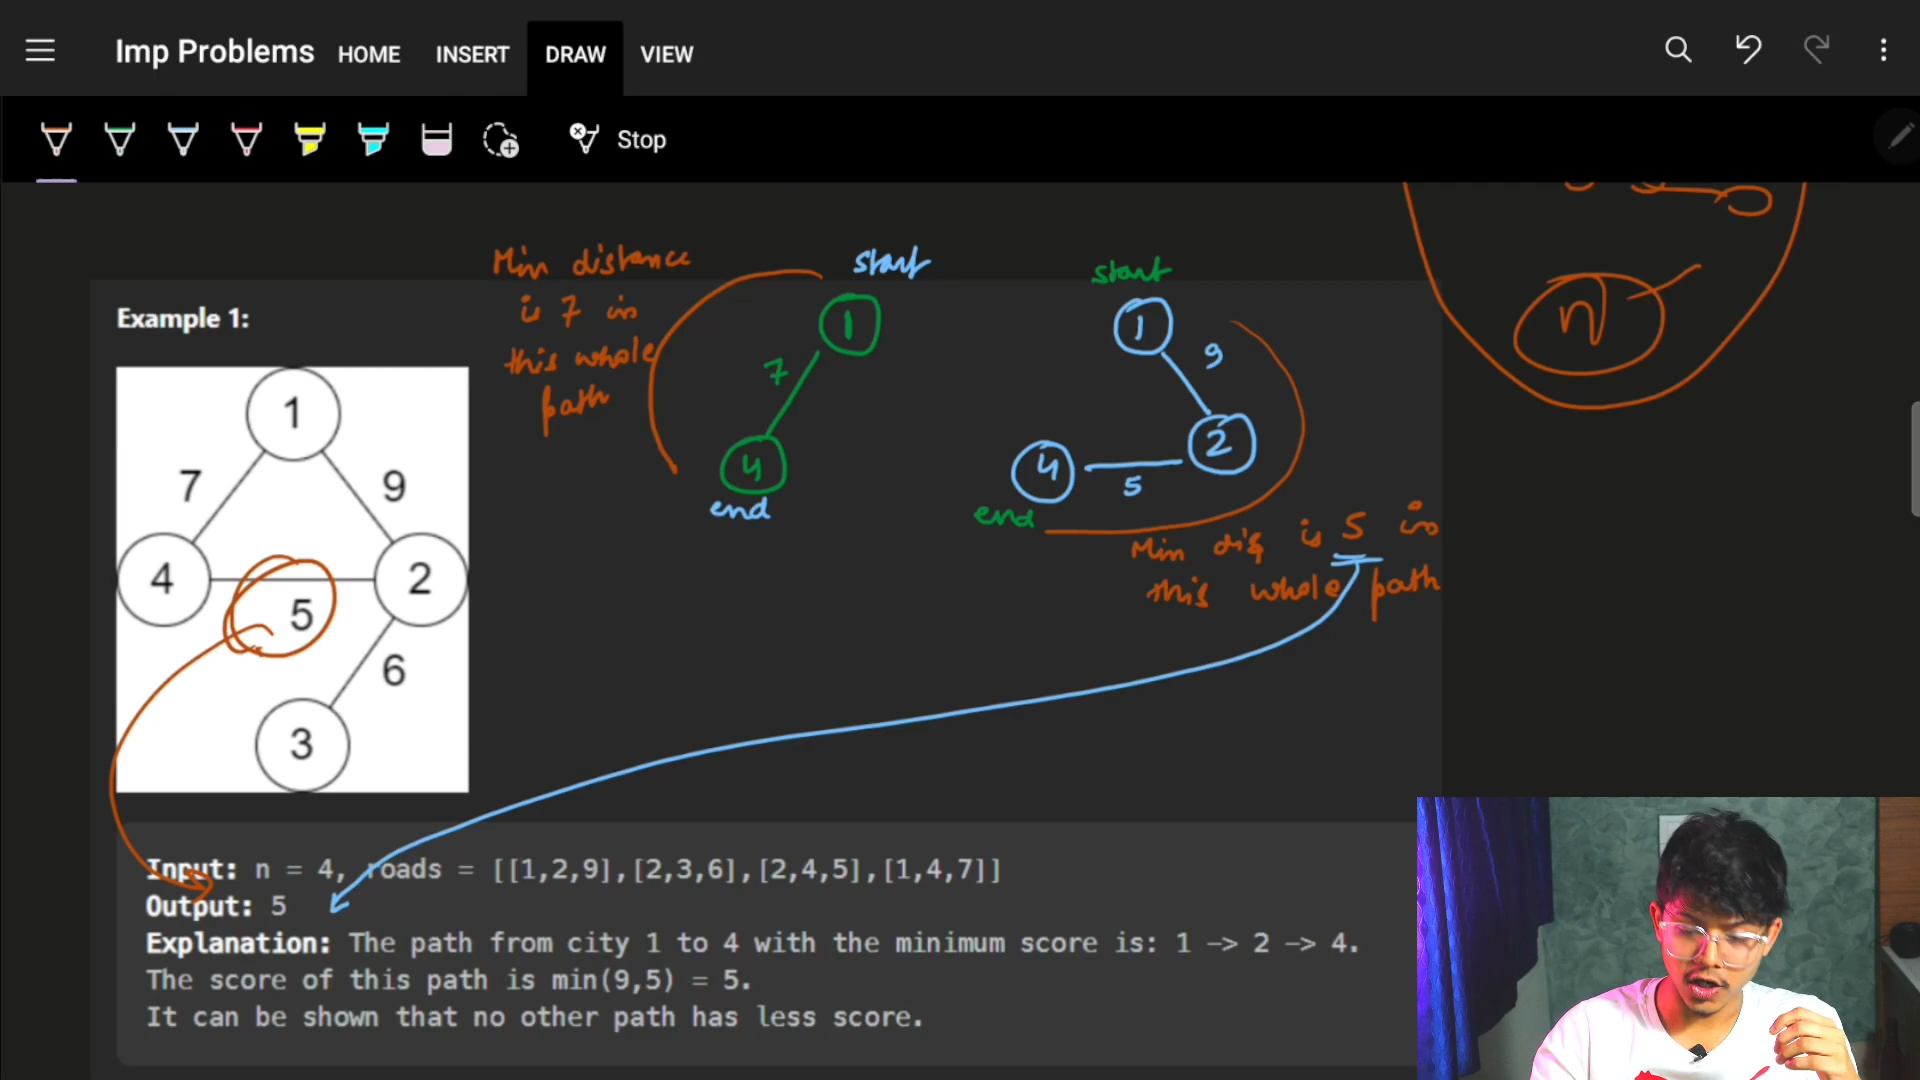 Imp Problems HOME INSERT DRAW VIEW
Stop
Example 1:
1
7 9
4 2
5
6
3
Min distance
is 7 in
this whole
path
start
1
7
4
end
start
1
9
2
4
5
end
Min dis is 5 in
this whole path
n
Input: n = 4, roads = [[1,2,9],[2,3,6],[2,4,5],[1,4,7]]
Output: 5
Explanation: The path from city 1 to 4 with the minimum score is: 1 -> 2 -> 4.
The score of this path is min(9,5) = 5.
It can be shown that no other path has less score.